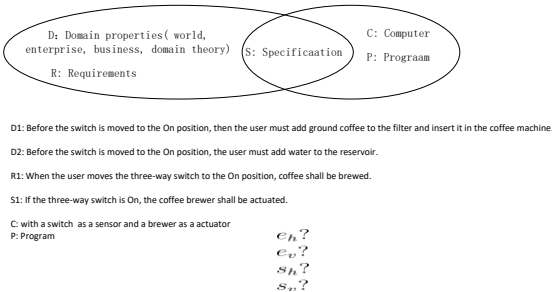 D: Domain properties( world,
enterprise, business, domain theory)
R: Requirements
S: Specificaation
C: Computer
P: Prograam
D1: Before the switch is moved to the On position, then the user must add ground coffee to the filter and insert it in the coffee machine.
D2: Before the switch is moved to the On position, the user must add water to the reservoir.
R1: When the user moves the three-way switch to the On position, coffee shall be brewed.
S1: If the three-way switch is On, the coffee brewer shall be actuated.
C: with a switch as a sensor and a brewer as a actuator
P: Program
e_h?
e_v?
s_h?
s_v?